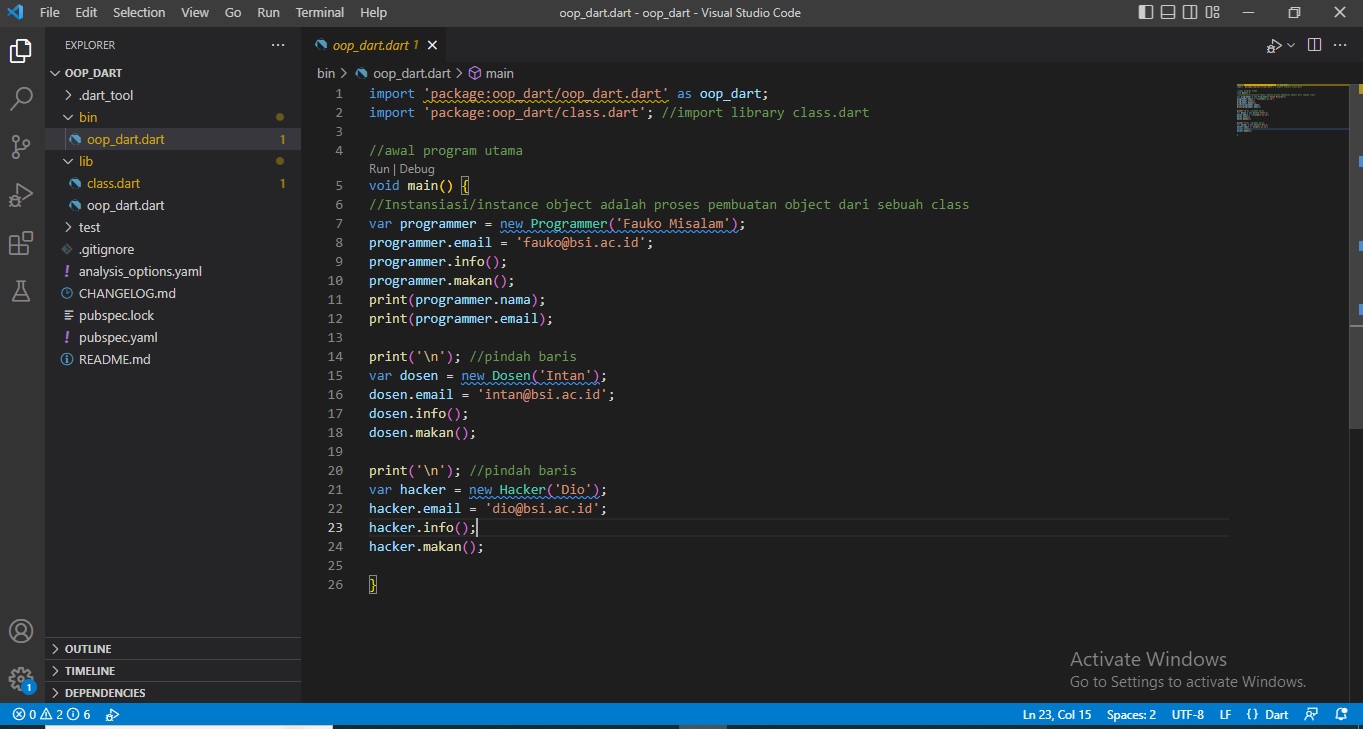 File Edit Selection View Go Run Terminal Help oop_dart.dart - oop_dart - Visual Studio Code
EXPLORER
OOP_DART
.dart_tool
bin
oop_dart.dart 1
lib
class.dart 1
oop_dart.dart
test
.gitignore
analysis_options.yaml
CHANGELOG.md
pubspec.lock
pubspec.yaml
README.md
OUTLINE
TIMELINE
DEPENDENCIES
oop_dart.dart 1
bin > oop_dart.dart > main
1 import 'package:oop_dart/oop_dart.dart' as oop_dart;
2 import 'package:oop_dart/class.dart'; //import library class.dart
3
4 //awal program utama
Run | Debug
5 void main() {
6 //Instansiasi/instance object adalah proses pembuatan object dari sebuah class
7 var programmer = new Programmer('Fauko Misalam');
8 programmer.email = 'fauko@bsi.ac.id';
9 programmer.info();
10 programmer.makan();
11 print(programmer.nama);
12 print(programmer.email);
13
14 print('\n'); //pindah baris
15 var dosen = new Dosen('Intan');
16 dosen.email = 'intan@bsi.ac.id';
17 dosen.info();
18 dosen.makan();
19
20 print('\n'); //pindah baris
21 var hacker = new Hacker('Dio');
22 hacker.email = 'dio@bsi.ac.id';
23 hacker.info();
24 hacker.makan();
25
26 }
Activate Windows
Go to Settings to activate Windows.
1
0 2 6 Ln 23, Col 15 Spaces: 2 UTF-8 LF {} Dart